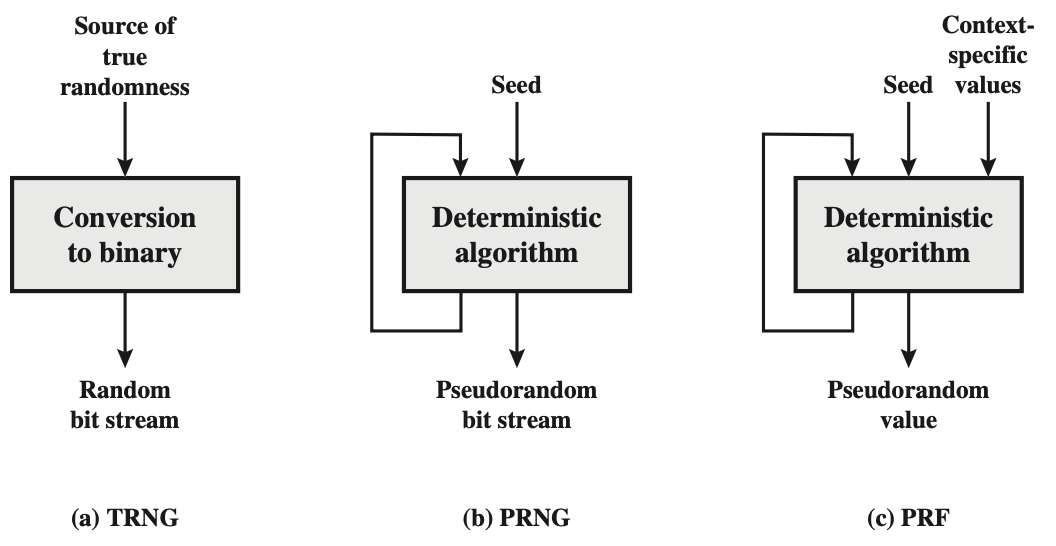 Source of
true
randomness
Conversion
to binary
Random
bit stream
(a) TRNG
Seed
Deterministic
algorithm
Pseudorandom
bit stream
(b) PRNG
Context-
specific
Seed values
Deterministic
algorithm
Pseudorandom
value
(c) PRF